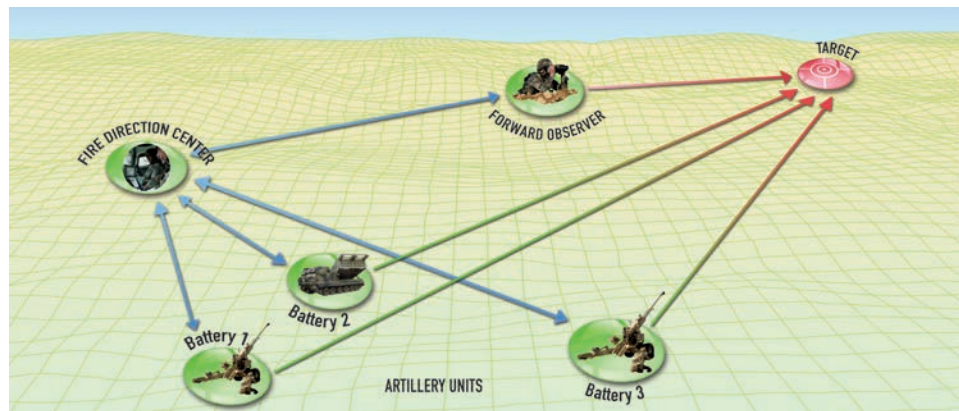 TARGET
FORWARD OBSERVER
FIRE DIRECTION CENTER
Battery 2
Battery 1
Battery 3
ARTILLERY UNITS